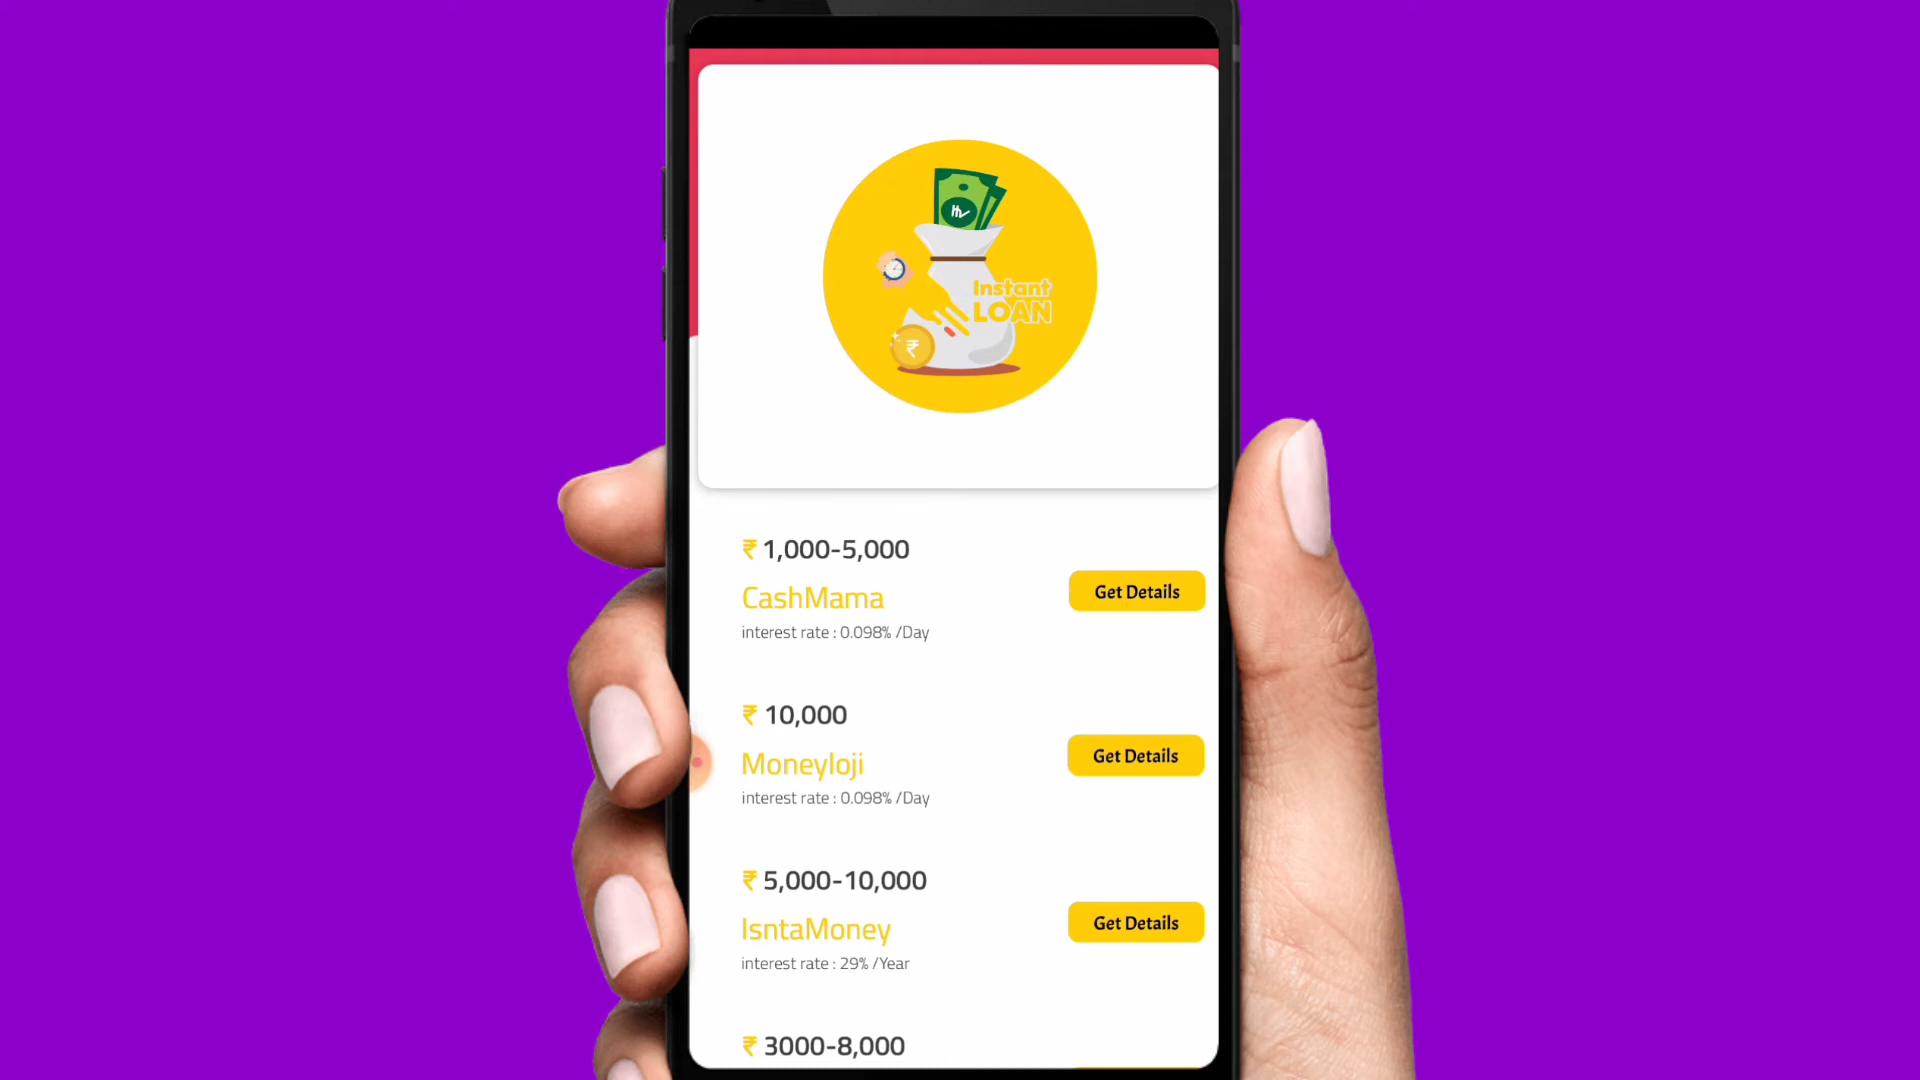 Instant
LOAN
₹
₹ 1,000-5,000
CashMama
Get Details
interest rate : 0.098% /Day
₹ 10,000
Moneyloji
Get Details
interest rate : 0.098% /Day
₹ 5,000-10,000
IsntaMoney
Get Details
interest rate : 29% /Year
₹ 3000-8,000